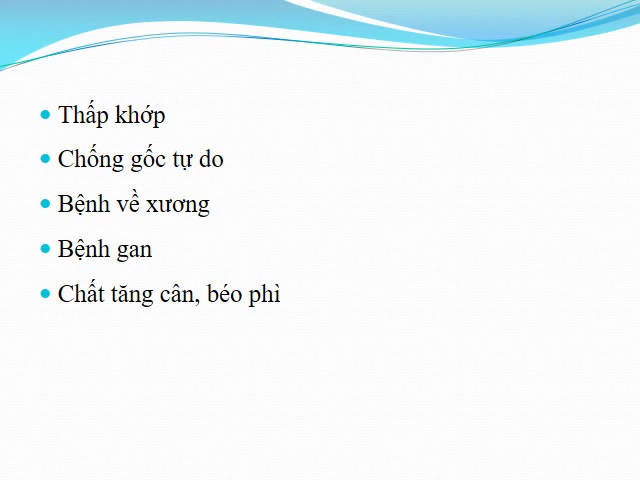 Thấp khớp
Chống gốc tự do
Bệnh về xương
Bệnh gan
Chất tăng cân, béo phì